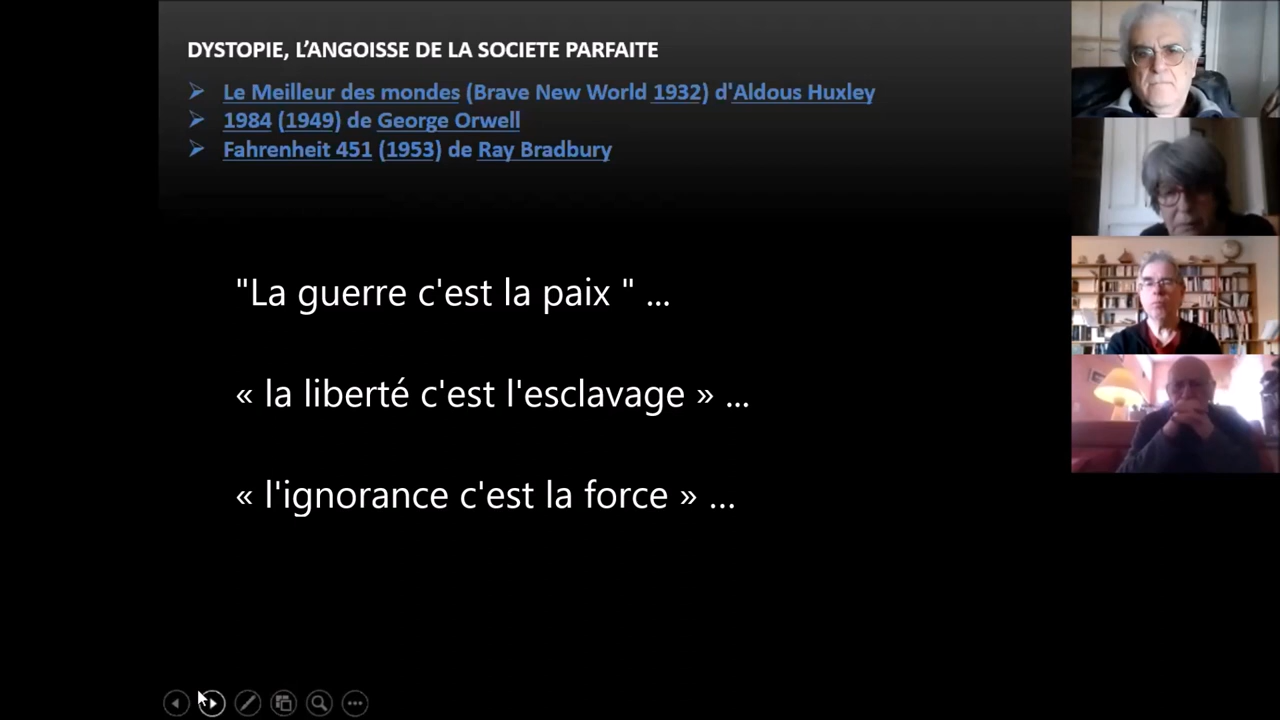 DYSTOPIE, L'ANGOISSE DE LA SOCIETE PARFAITE
Le Meilleur des mondes (Brave New World 1932) d'Aldous Huxley
1984 (1949) de George Orwell
Fahrenheit 451 (1953) de Ray Bradbury
"La guerre c'est la paix " ...
« la liberté c'est l'esclavage » ...
« l'ignorance c'est la force » ...